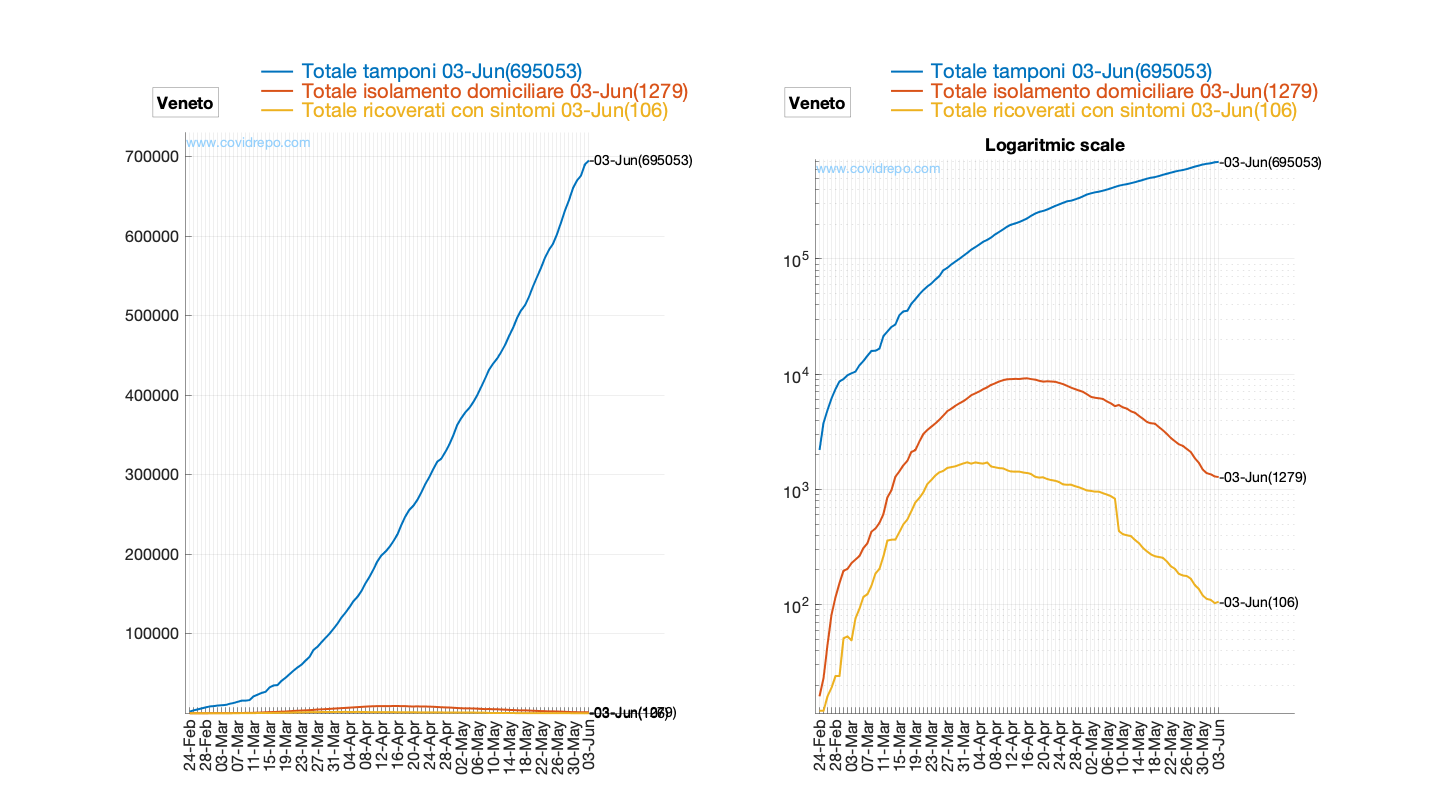 Totale tamponi 03-Jun(695053)
Totale isolamento domiciliare 03-Jun(1279)
Totale ricoverati con sintomi 03-Jun(106)
Veneto
www.covidrepo.com
700000
600000
500000
400000
300000
200000
100000
03-Jun(695053)
03-Jun(1279)
03-Jun(106)
24-Feb
28-Feb
03-Mar
07-Mar
11-Mar
15-Mar
19-Mar
23-Mar
27-Mar
31-Mar
04-Apr
08-Apr
12-Apr
16-Apr
20-Apr
24-Apr
28-Apr
02-May
06-May
10-May
14-May
18-May
22-May
26-May
30-May
03-Jun
Totale tamponi 03-Jun(695053)
Totale isolamento domiciliare 03-Jun(1279)
Totale ricoverati con sintomi 03-Jun(106)
Veneto
Logaritmic scale
www.covidrepo.com
10^5
10^4
10^3
10^2
03-Jun(695053)
03-Jun(1279)
03-Jun(106)
24-Feb
28-Feb
03-Mar
07-Mar
11-Mar
15-Mar
19-Mar
23-Mar
27-Mar
31-Mar
04-Apr
08-Apr
12-Apr
16-Apr
20-Apr
24-Apr
28-Apr
02-May
06-May
10-May
14-May
18-May
22-May
26-May
30-May
03-Jun